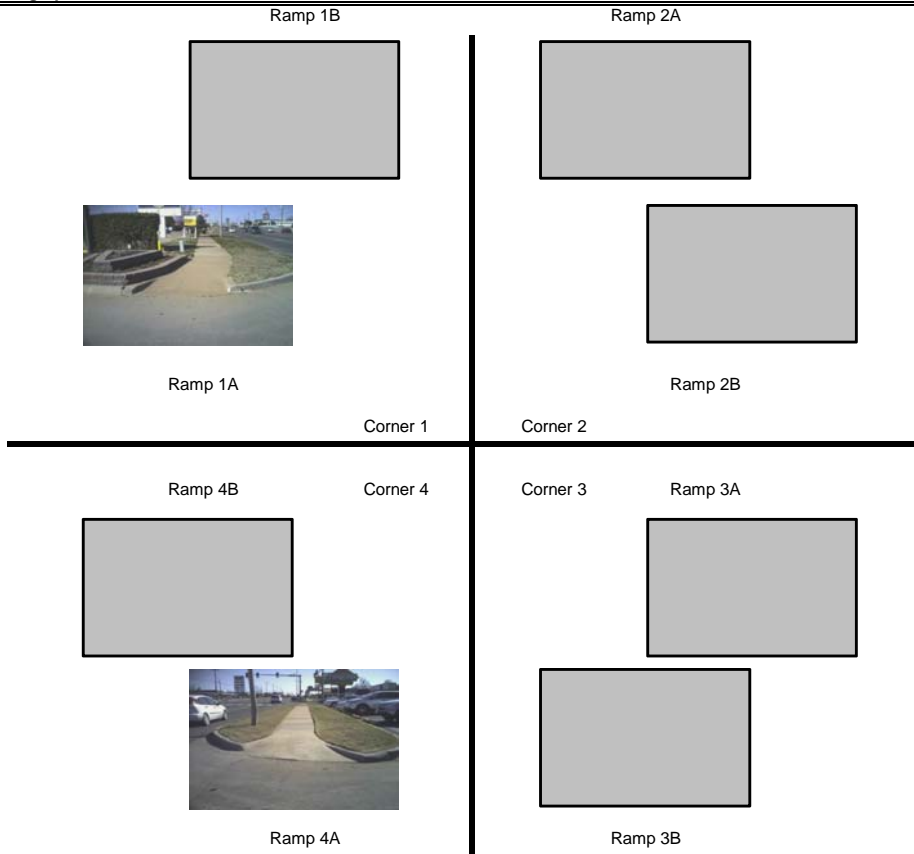 Ramp 1B Ramp 2A
Ramp 1A Ramp 2B
Corner 1 Corner 2
Ramp 4B Corner 4 Corner 3 Ramp 3A
Ramp 4A Ramp 3B